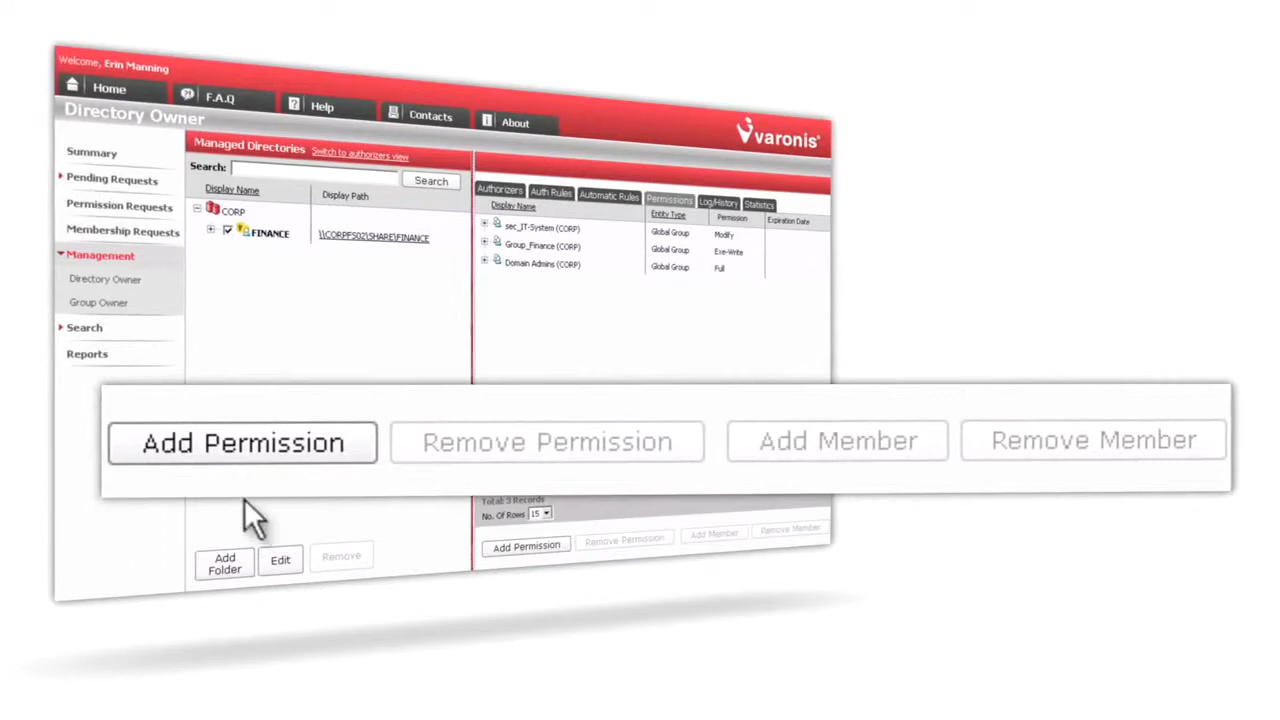 Welcome, Erin Manning
Home
F.A.Q
Help
Contacts
About
Directory Owner
varonis®
Summary
Pending Requests
Permission Requests
Membership Requests
Management
Directory Owner
Group Owner
Search
Reports
Managed Directories Switch to authorizers view
Search: Search
Display Name Display Path
CORP
FINANCE \\CORPFS02\SHARE\FINANCE
Authorizers Auth Rules Automatic Rules Permissions Log/History Statistics
Display Name Entity Type Permission Expiration Date
sec_IT-System (CORP) Global Group Modify
Group_Finance (CORP) Global Group Exe-Write
Domain Admins (CORP) Global Group Full
Add Permission Remove Permission Add Member Remove Member
Total: 3 Records
No. Of Rows 15
Add Folder Edit Remove
Add Permission Remove Permission Add Member Remove Member